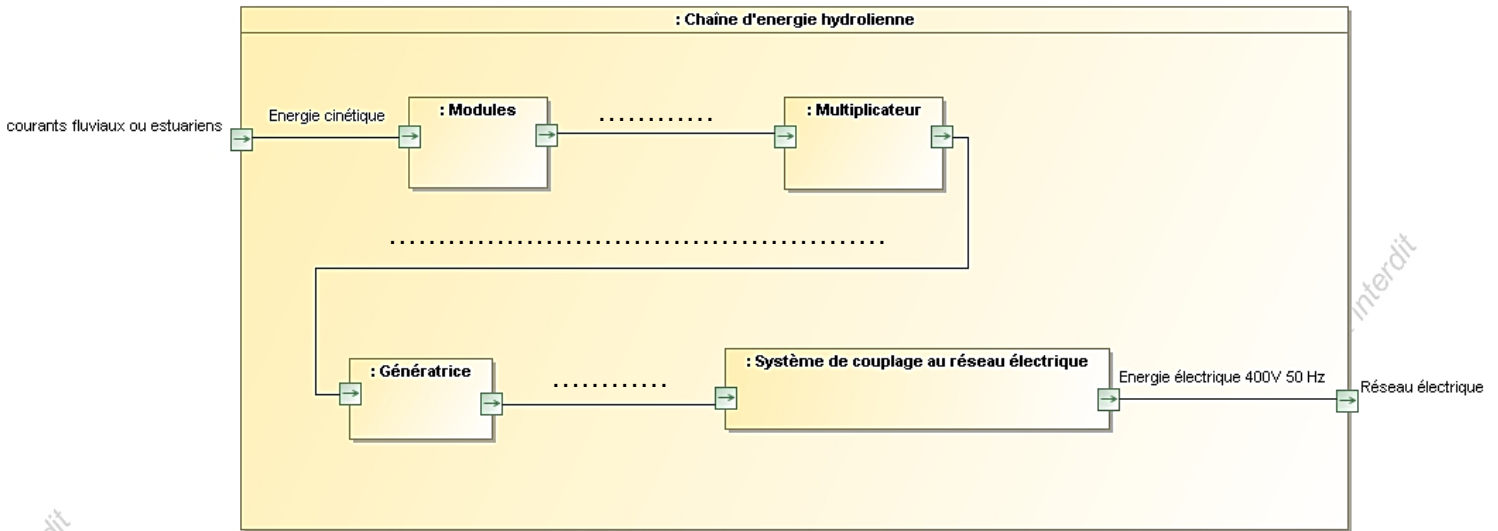 : Chaîne d'energie hydrolienne
courants fluviaux ou estuariens
Energie cinétique
: Modules
............
: Multiplicateur
..................................................
: Génératrice
............
: Système de couplage au réseau électrique
Energie électrique 400V 50 Hz
Réseau électrique
Interdit